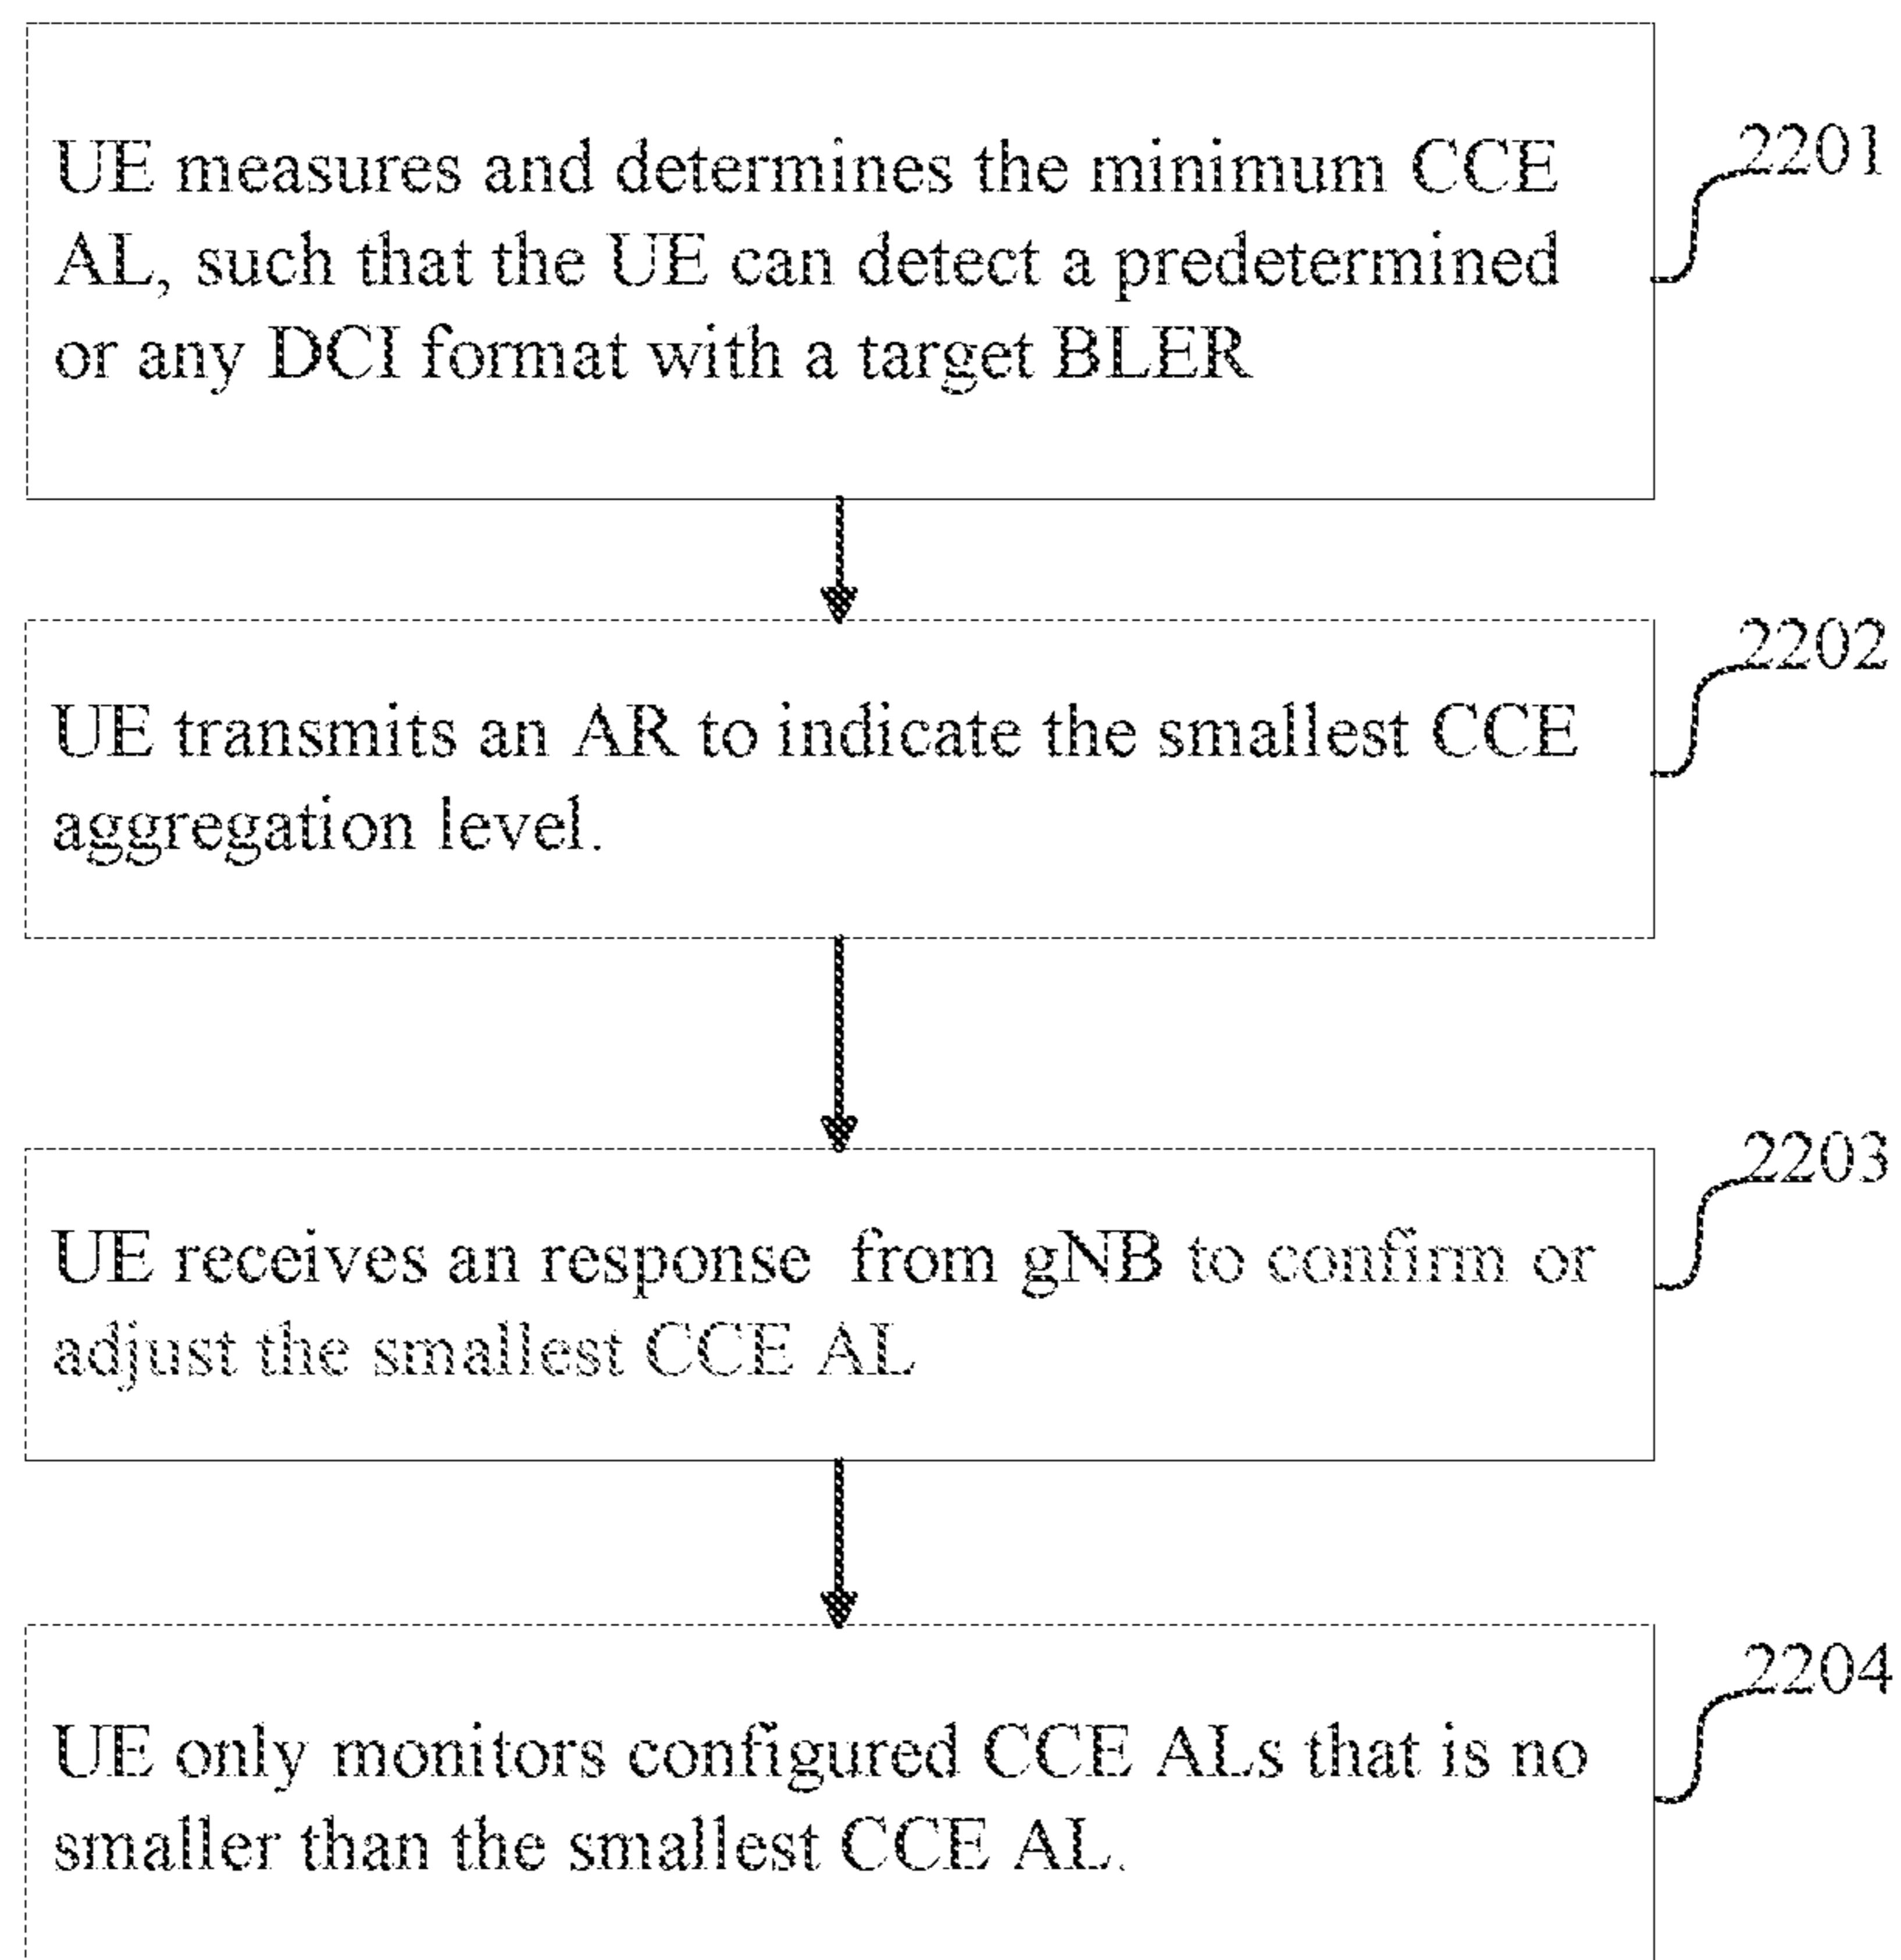 UE measures and determines the minimum CCE
AL, such that the UE can detect a predetermined
or any DCI format with a target BLER
2201
UE transmits an AR to indicate the smallest CCE
aggregation level.
2202
UE receives an response from gNB to confirm or
adjust the smallest CCE AL
2203
UE only monitors configured CCE ALs that is no
smaller than the smallest CCE AL.
2204